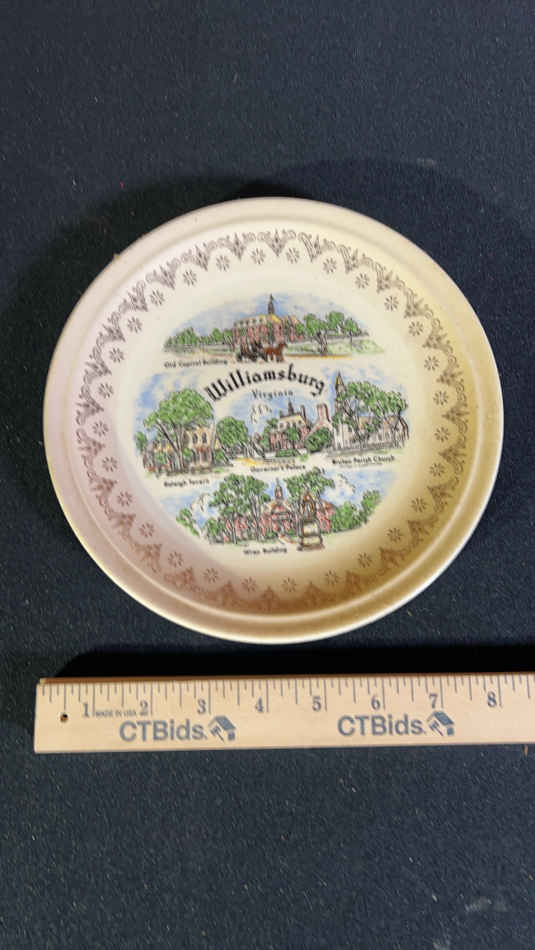 Old Capitol Building
Williamsburg
Virginia
Raleigh Tavern
Governor's Palace
Bruton Parish Church
Wren Building
1 2 3 4 5 6 7 8
MADE IN USA
CTBids. CTBids.